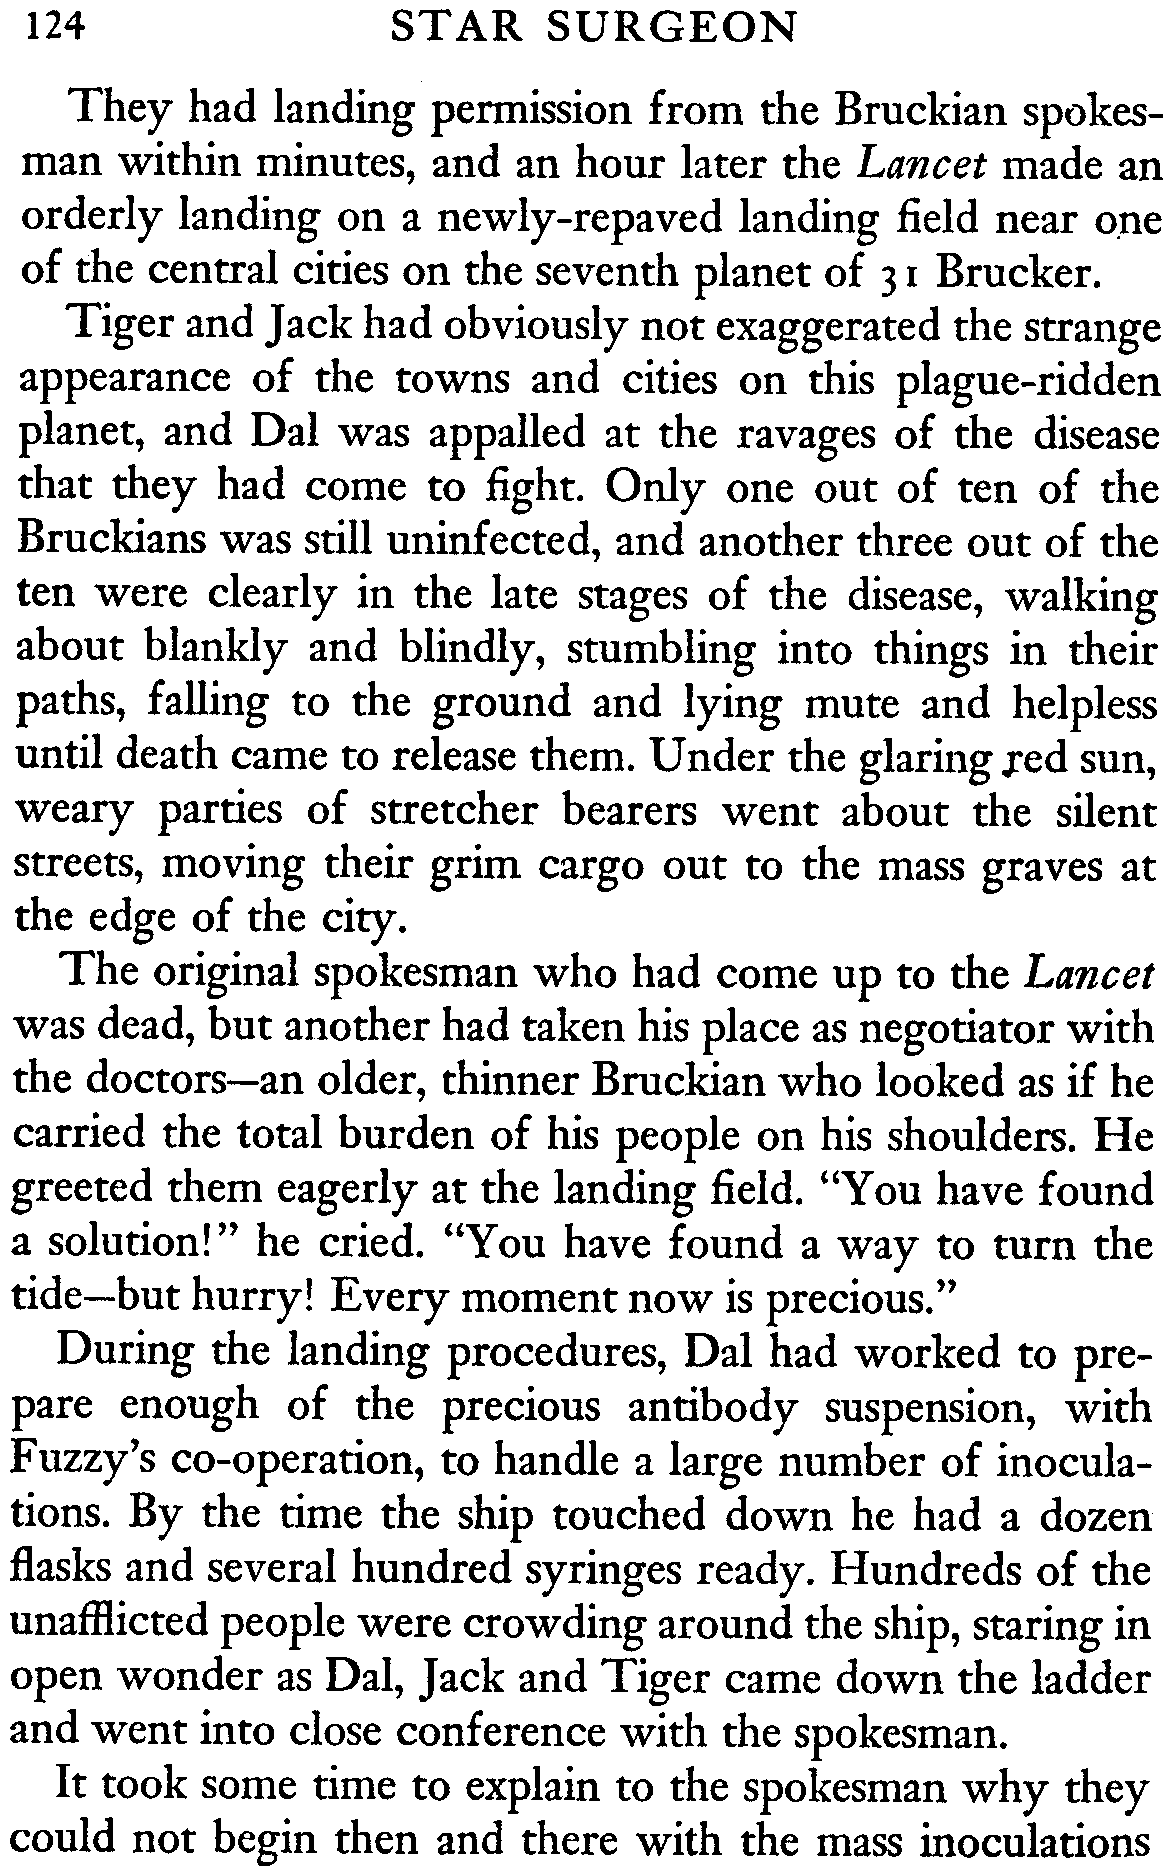 124 STAR SURGEON
They had landing permission from the Bruckian spokes-
man within minutes, and an hour later the Lancet made an
orderly landing on a newly-repaved landing field near one
of the central cities on the seventh planet of 31 Brucker.
Tiger and Jack had obviously not exaggerated the strange
appearance of the towns and cities on this plague-ridden
planet, and Dal was appalled at the ravages of the disease
that they had come to fight. Only one out of ten of the
Bruckians was still uninfected, and another three out of the
ten were clearly in the late stages of the disease, walking
about blankly and blindly, stumbling into things in their
paths, falling to the ground and lying mute and helpless
until death came to release them. Under the glaring red sun,
weary parties of stretcher bearers went about the silent
streets, moving their grim cargo out to the mass graves at
the edge of the city.
The original spokesman who had come up to the Lancet
was dead, but another had taken his place as negotiator with
the doctors—an older, thinner Bruckian who looked as if he
carried the total burden of his people on his shoulders. He
greeted them eagerly at the landing field. “You have found
a solution!” he cried. “You have found a way to turn the
tide—but hurry! Every moment now is precious.”
During the landing procedures, Dal had worked to pre-
pare enough of the precious antibody suspension, with
Fuzzy’s co-operation, to handle a large number of inocula-
tions. By the time the ship touched down he had a dozen
flasks and several hundred syringes ready. Hundreds of the
unafflicted people were crowding around the ship, staring in
open wonder as Dal, Jack and Tiger came down the ladder
and went into close conference with the spokesman.
It took some time to explain to the spokesman why they
could not begin then and there with the mass inoculations